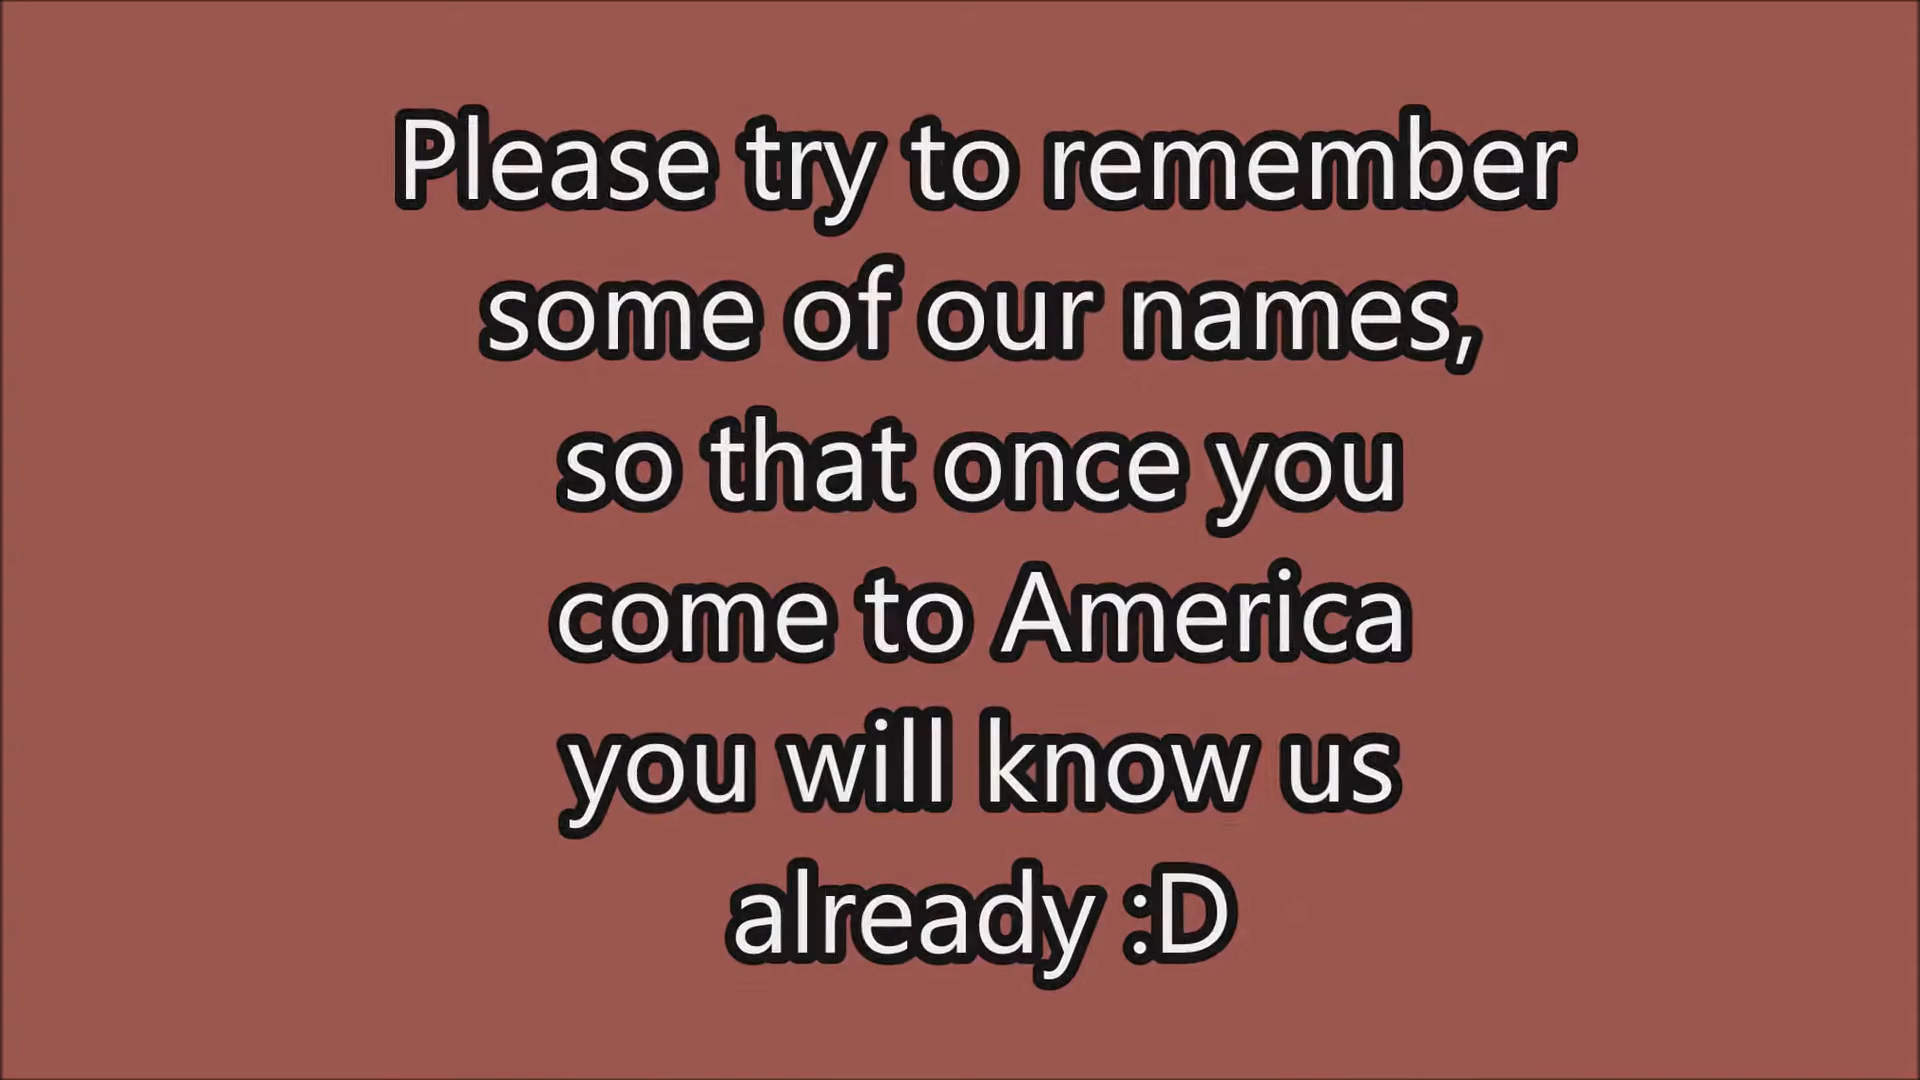 Please try to remember
some of our names,
so that once you
come to America
you will know us
already :D